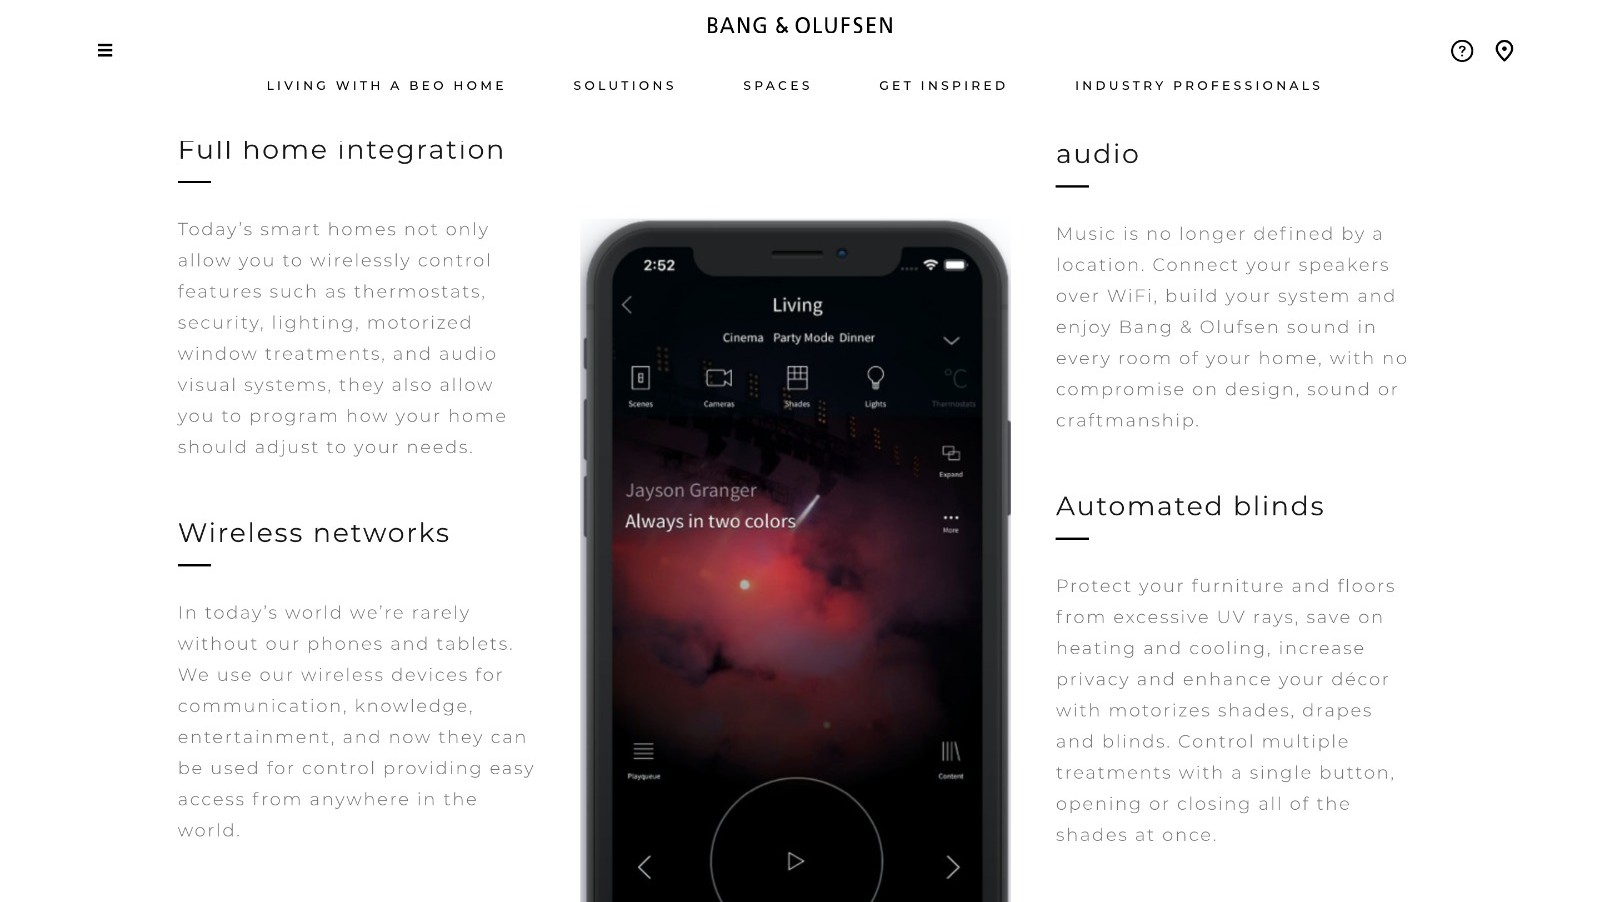 BANG & OLUFSEN
LIVING WITH A BEO HOME
SOLUTIONS
SPACES
GET INSPIRED
INDUSTRY PROFESSIONALS
Full home integration
Today’s smart homes not only
allow you to wirelessly control
features such as thermostats,
security, lighting, motorized
window treatments, and audio
visual systems, they also allow
you to program how your home
should adjust to your needs.
Wireless networks
In today’s world we’re rarely
without our phones and tablets.
We use our wireless devices for
communication, knowledge,
entertainment, and now they can
be used for control providing easy
access from anywhere in the
world.
2:52
Living
Cinema Party Mode Dinner
Scenes
Cameras
Shades
Lights
°C
Thermostats
Expand
Jayson Granger
Always in two colors
More
Playqueue
Content
audio
Music is no longer defined by a
location. Connect your speakers
over WiFi, build your system and
enjoy Bang & Olufsen sound in
every room of your home, with no
compromise on design, sound or
craftmanship.
Automated blinds
Protect your furniture and floors
from excessive UV rays, save on
heating and cooling, increase
privacy and enhance your décor
with motorizes shades, drapes
and blinds. Control multiple
treatments with a single button,
opening or closing all of the
shades at once.